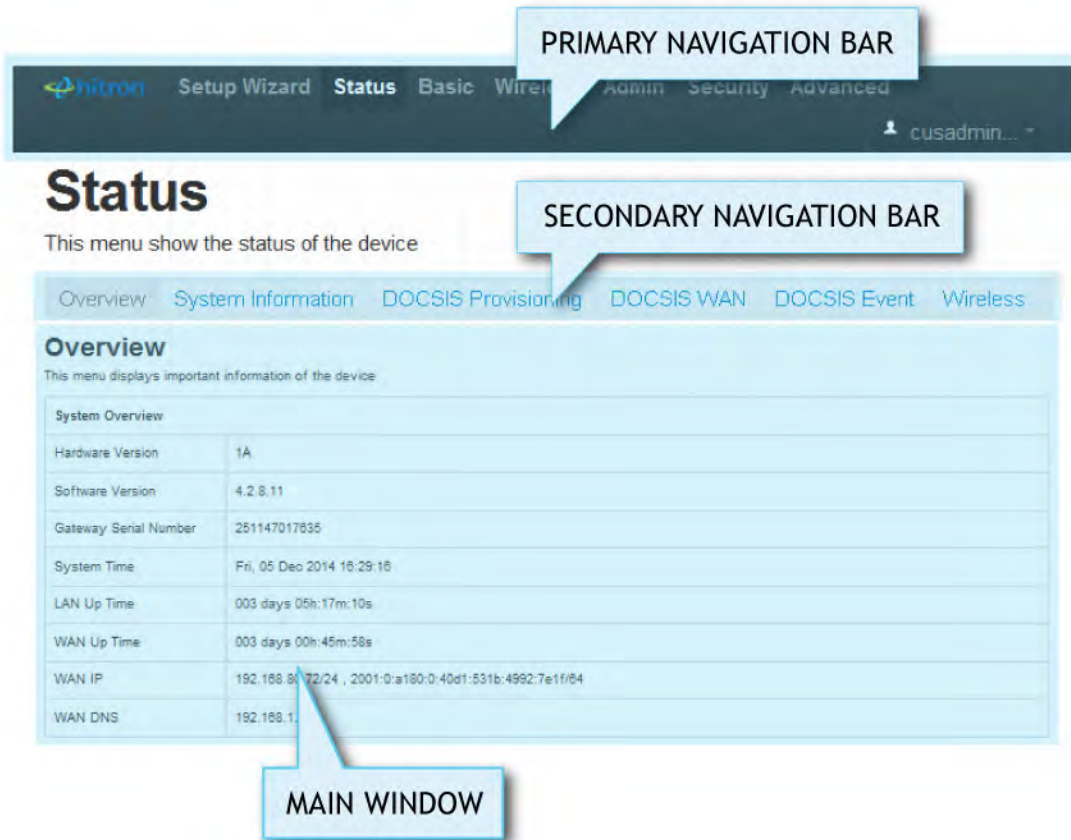 PRIMARY NAVIGATION BAR
hitron Setup Wizard Status Basic Admin Security Advanced
cusadmin...
Status
This menu show the status of the device
SECONDARY NAVIGATION BAR
Overview System Information DOCSIS Provisioning DOCSIS WAN DOCSIS Event Wireless
Overview
This menu displays important information of the device
System Overview
Hardware Version 1A
Software Version 4.2.8.11
Gateway Serial Number 251147017635
System Time Fri, 05 Dec 2014 16:29:16
LAN Up Time 003 days 05h:17m:10s
WAN Up Time 003 days 00h:45m:58s
WAN IP 2001:0:a180:0:40d1:531b:4992:7e1f/64
WAN DNS
MAIN WINDOW